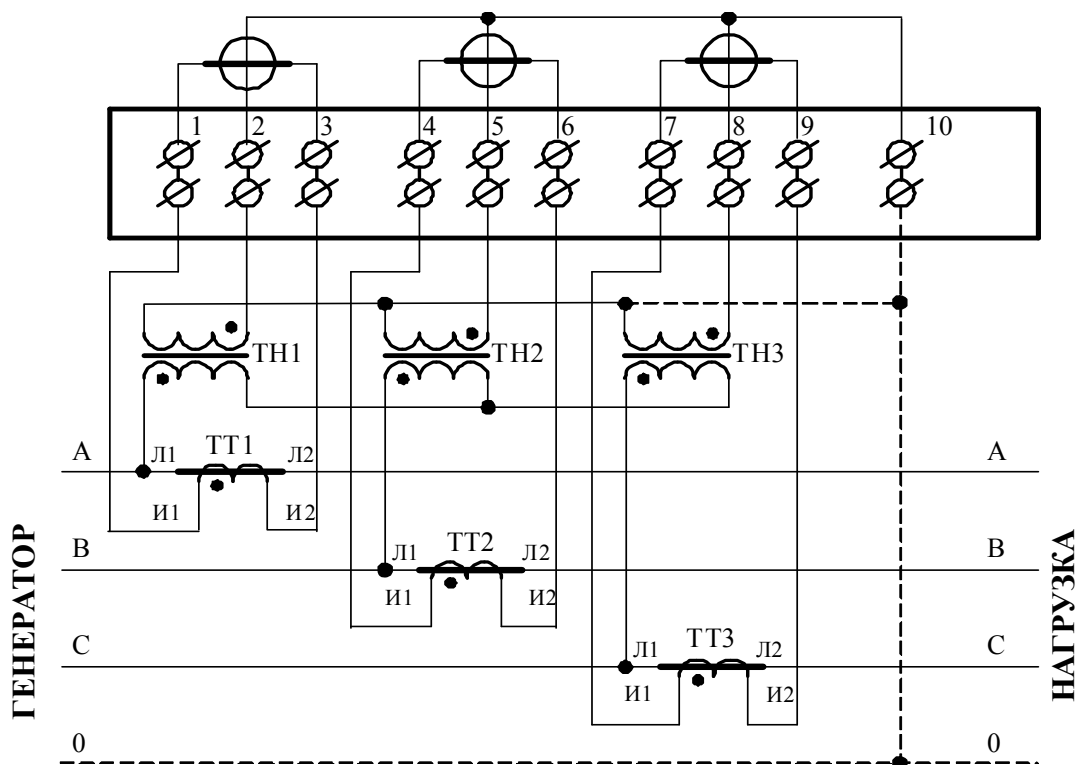 1 2 3 4 5 6 7 8 9 10
ТН1 ТН2 ТН3
А Л1 ТТ1 Л2 А
И1 И2
В Л1 ТТ2 Л2 В
И1 И2
С Л1 ТТ3 Л2 С
И1 И2
0 0
ГЕНЕРАТОР
НАГРУЗКА